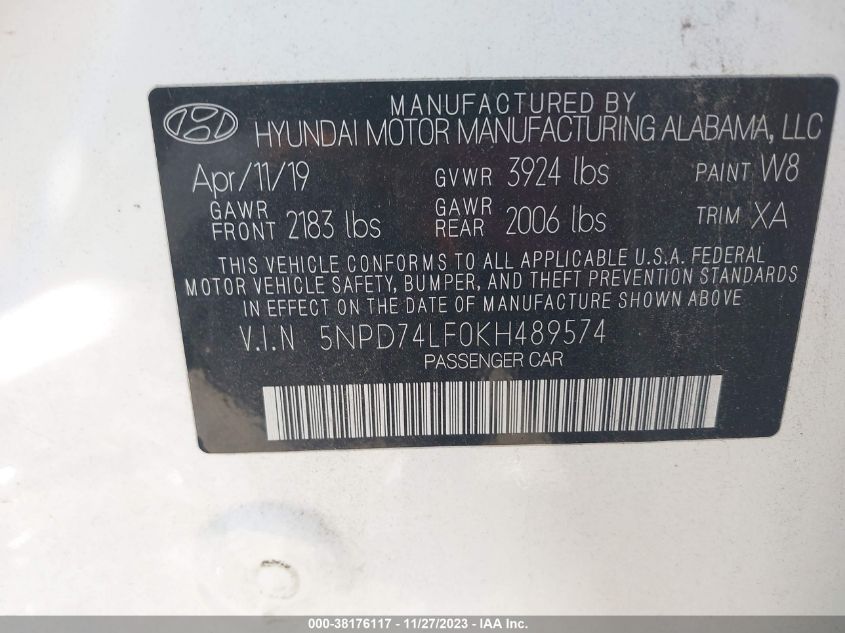 MANUFACTURED BY
HYUNDAI MOTOR MANUFACTURING ALABAMA, LLC
Apr/11/19 GVWR 3924 lbs PAINT W8
GAWR FRONT 2183 lbs GAWR REAR 2006 lbs TRIM XA
THIS VEHICLE CONFORMS TO ALL APPLICABLE U.S.A. FEDERAL
MOTOR VEHICLE SAFETY, BUMPER, AND THEFT PREVENTION STANDARDS
IN EFFECT ON THE DATE OF MANUFACTURE SHOWN ABOVE
V.I.N 5NPD74LF0KH489574
PASSENGER CAR
000-38176117 - 11/27/2023 - IAA Inc.